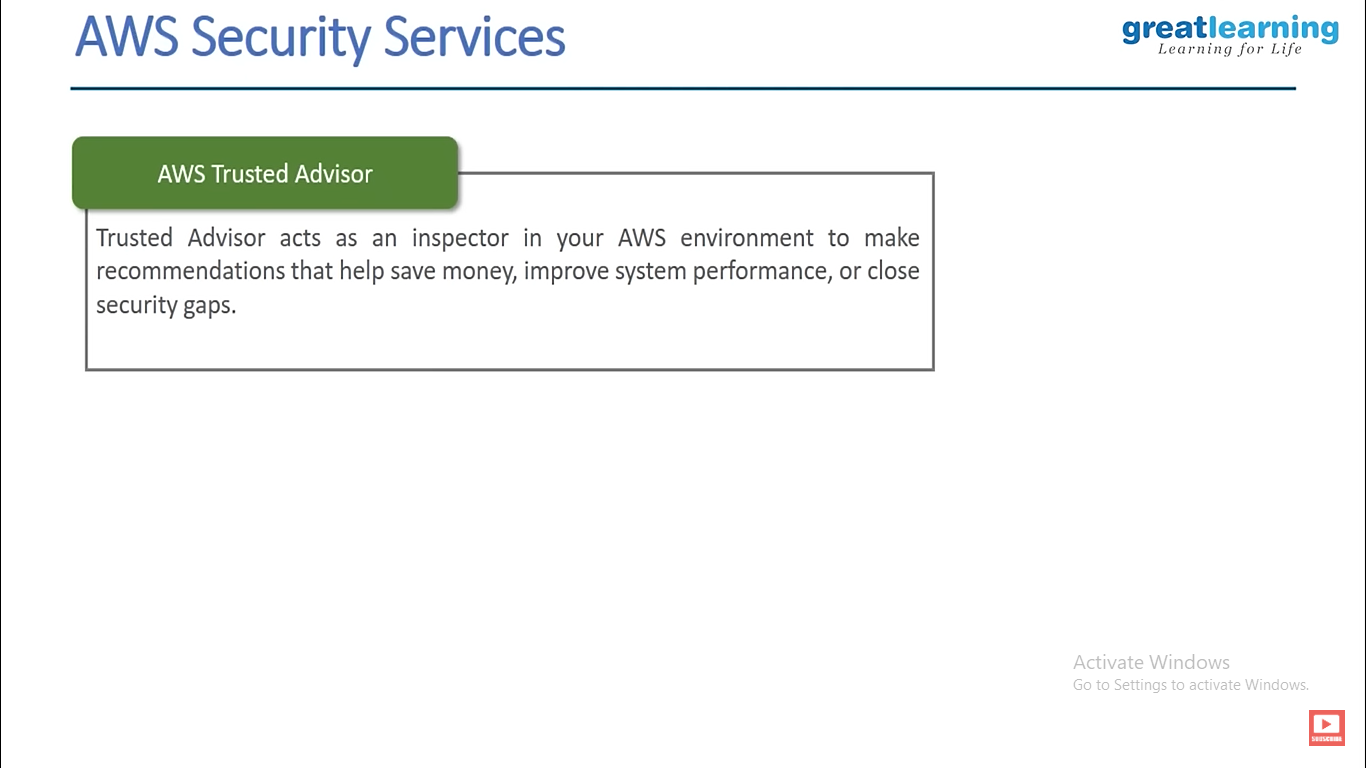 AWS Security Services
greatlearning
Learning for Life
AWS Trusted Advisor
Trusted Advisor acts as an inspector in your AWS environment to make
recommendations that help save money, improve system performance, or close
security gaps.
Activate Windows
Go to Settings to activate Windows.
SUBSCRIBE